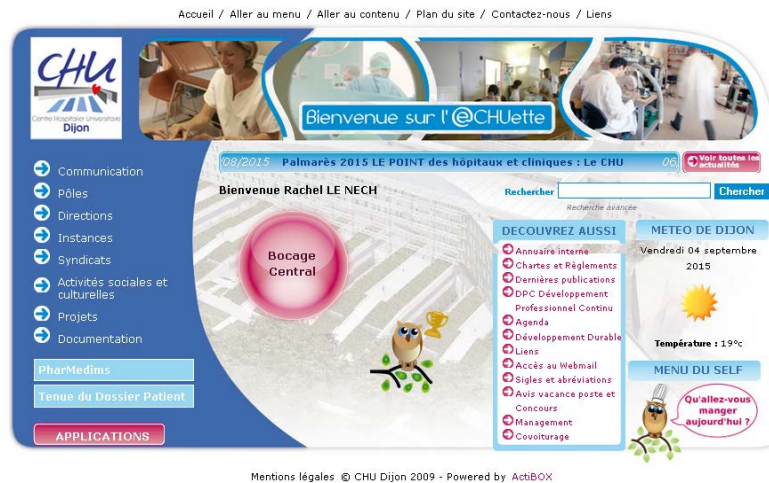 Accueil / Aller au menu / Aller au contenu / Plan du site / Contactez-nous / Liens
CHU
Centre Hospitalier Universitaire
Dijon
Bienvenue sur l'@CHUette
/08/2015 Palmarès 2015 LE POINT des hôpitaux et cliniques : Le CHU 06/
Voir toutes les
actualités
Communication
Pôles
Directions
Instances
Syndicats
Activités sociales et
culturelles
Projets
Documentation
PharMedims
Tenue du Dossier Patient
APPLICATIONS
Bienvenue Rachel LE NECH
Rechercher
Chercher
Recherche avancée
Bocage
Central
DECOUVREZ AUSSI
Annuaire interne
Chartes et Règlements
Dernières publications
DPC Développement
Professionnel Continu
Agenda
Développement Durable
Liens
Accès au Webmail
Sigles et abréviations
Avis vacance poste et
Concours
Management
Covoiturage
METEO DE DIJON
Vendredi 04 septembre
2015
Température : 19°c
MENU DU SELF
Qu'allez-vous
manger
aujourd'hui ?
Mentions légales © CHU Dijon 2009 - Powered by ActiBOX